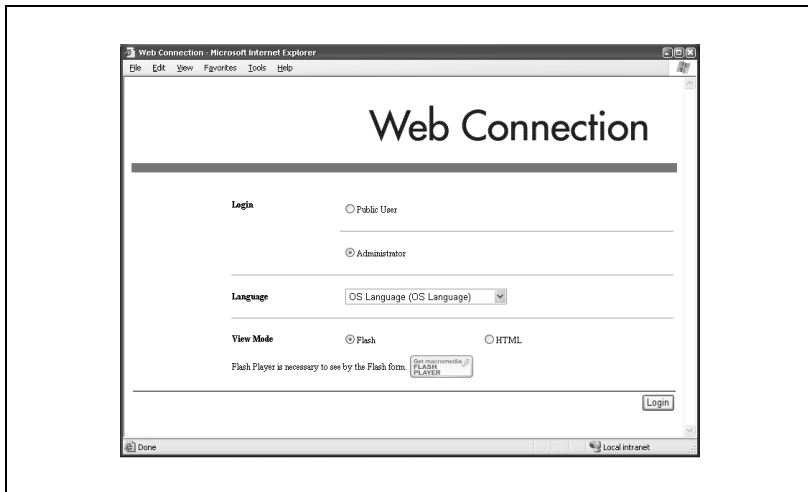 Web Connection - Microsoft Internet Explorer
File Edit View Favorites Tools Help
Web Connection
Login
Public User
Administrator
Language
OS Language (OS Language)
View Mode
Flash
HTML
Flash Player is necessary to see by the Flash form.
Get macromedia
FLASH
PLAYER
Login
Done
Local intranet